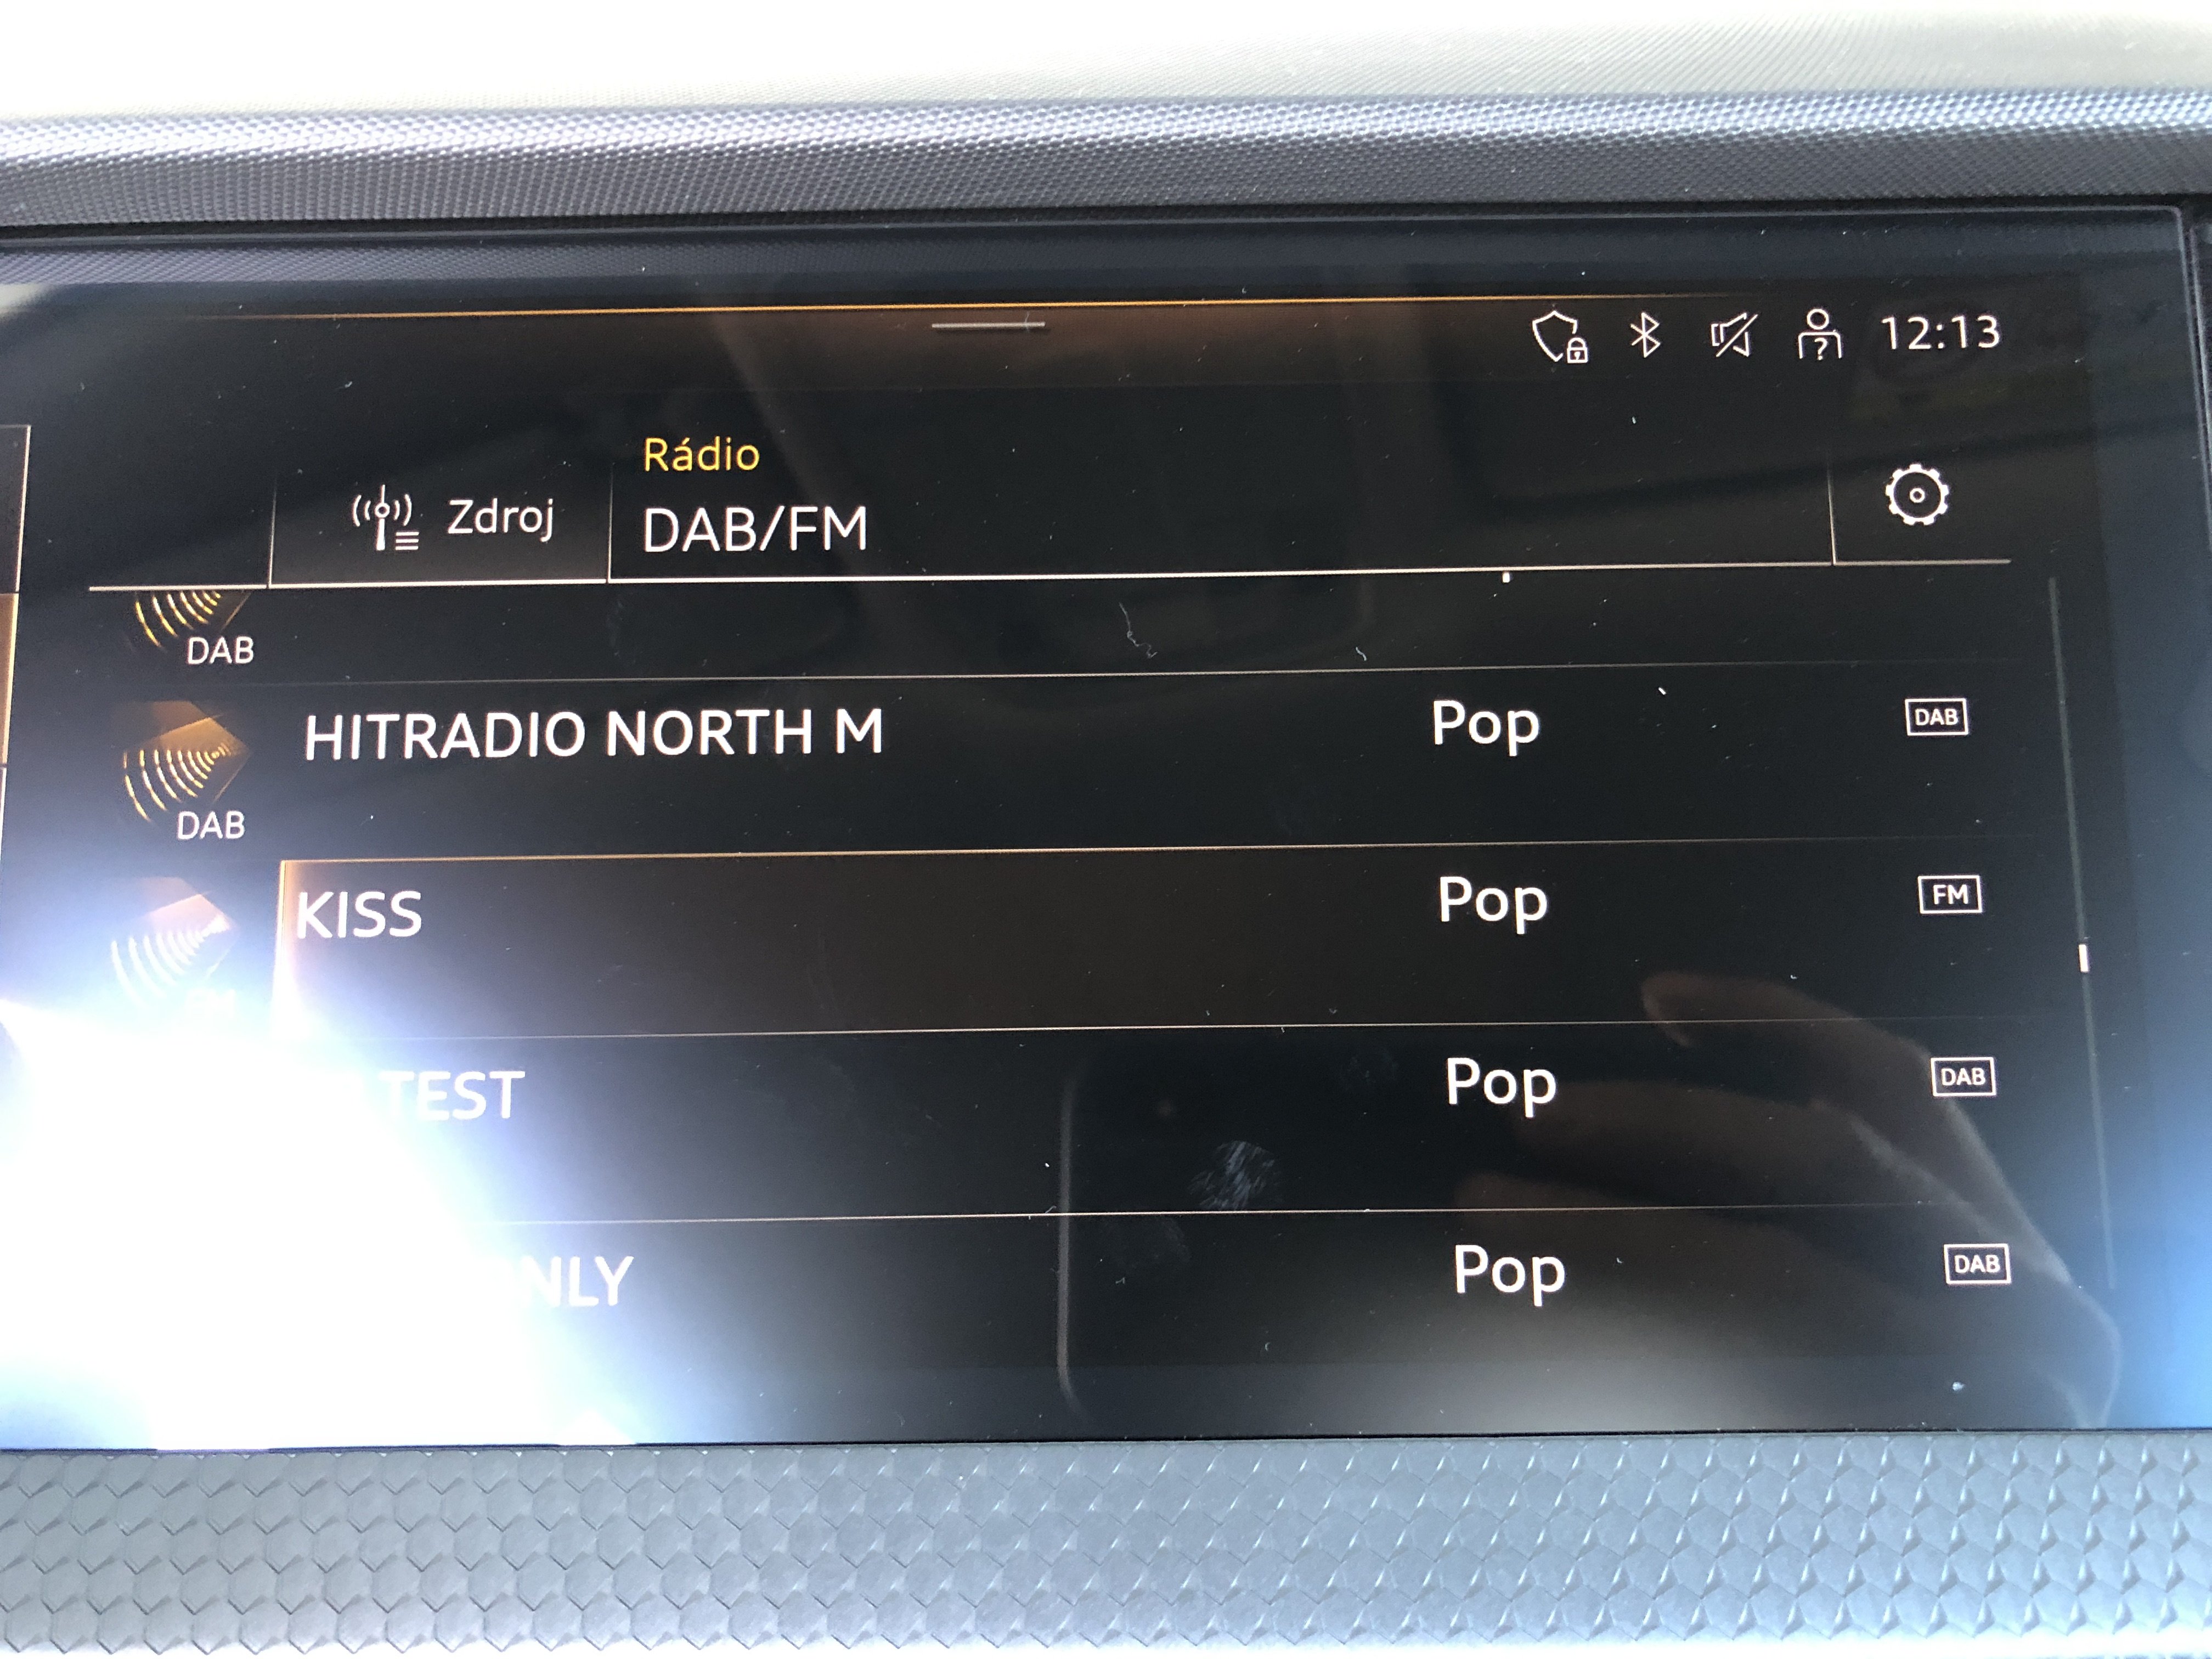 12:13
Rádio
Zdroj
DAB/FM
DAB
HITRADIO NORTH M Pop DAB
DAB
KISS Pop FM
FM
TEST Pop DAB
Pop DAB